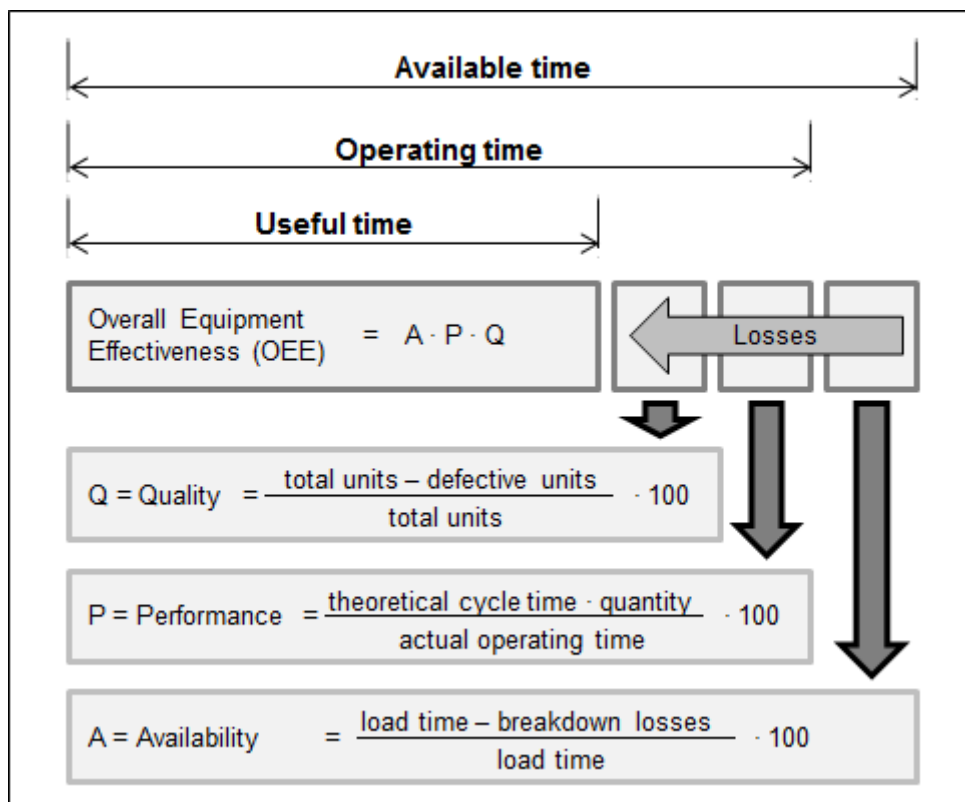 Available time
Operating time
Useful time
Overall Equipment
Effectiveness (OEE) = A · P · Q
Losses
Q = Quality = total units – defective units / total units · 100
P = Performance = theoretical cycle time · quantity / actual operating time · 100
A = Availability = load time – breakdown losses / load time · 100